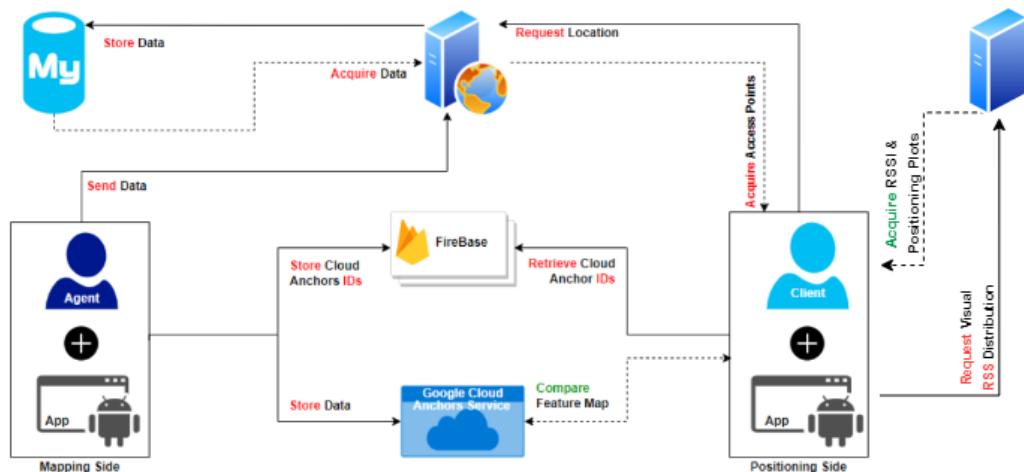 My
Store Data
Acquire Data
Request Location
Acquire Access Points
Acquire RSSI &
Positioning Plots
Send Data
Agent
App
Mapping Side
FireBase
Store Cloud
Anchors IDs
Retrieve Cloud
Anchor IDs
Store Data
Google Cloud
Anchors Service
Compare
Feature Map
Client
App
Positioning Side
Request Visual
RSS Distribution